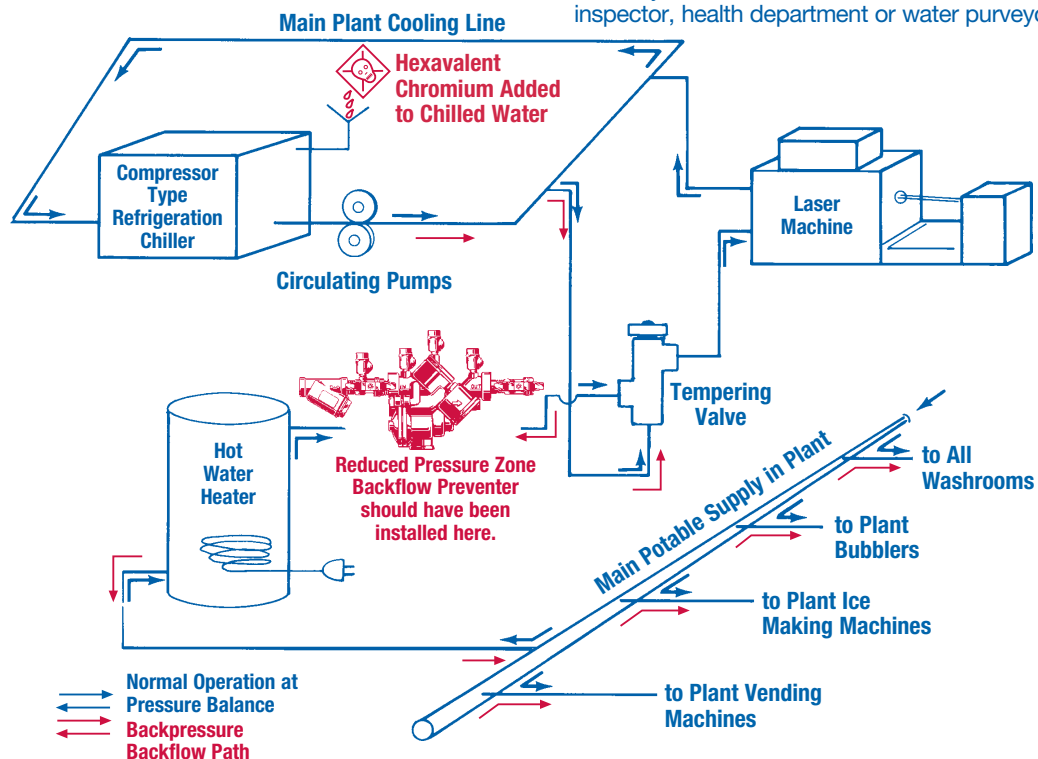 inspector, health department or water
Main Plant Cooling Line
Hexavalent
Chromium Added
to Chilled Water
Compressor
Type
Refrigeration
Chiller
Laser
Machine
Circulating Pumps
Tempering
Valve
Hot
Water
Heater
Reduced Pressure Zone
Backflow Preventer
should have been
installed here.
Main Potable Supply in Plant
to All
Washrooms
to Plant
Bubblers
to Plant Ice
Making Machines
to Plant Vending
Machines
Normal Operation at
Pressure Balance
Backpressure
Backflow Path